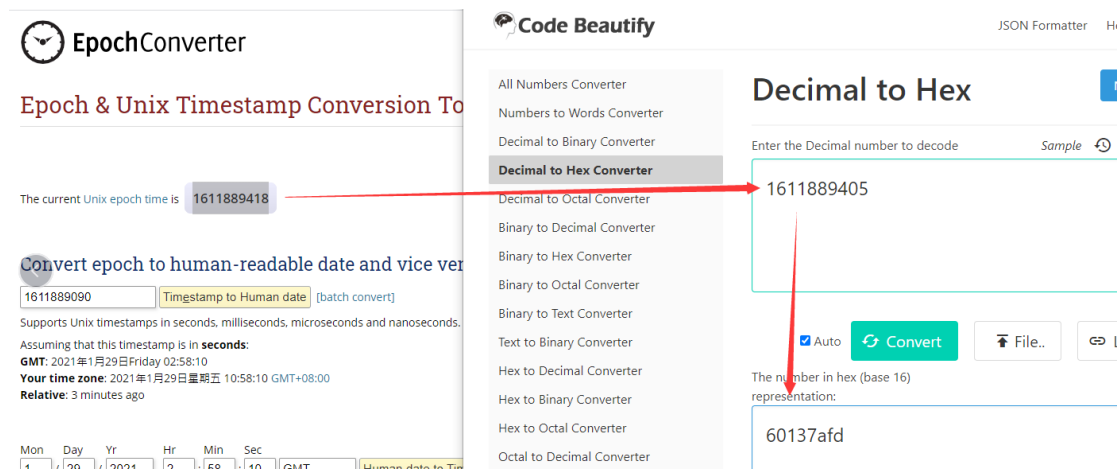 EpochConverter
Epoch & Unix Timestamp Conversion To
The current Unix epoch time is 1611889418
Convert epoch to human-readable date and vice ver
1611889090 Timestamp to Human date [batch convert]
Supports Unix timestamps in seconds, milliseconds, microseconds and nanoseconds.
Assuming that this timestamp is in seconds:
GMT: 2021年1月29日Friday 02:58:10
Your time zone: 2021年1月29日星期五 10:58:10 GMT+08:00
Relative: 3 minutes ago
Mon Day Yr Hr Min Sec
1 / 29 / 2021 2 : 58 : 10 GMT Human date to Tim
Code Beautify
JSON Formatter
All Numbers Converter
Numbers to Words Converter
Decimal to Binary Converter
Decimal to Hex Converter
Decimal to Octal Converter
Binary to Decimal Converter
Binary to Hex Converter
Binary to Octal Converter
Binary to Text Converter
Text to Binary Converter
Hex to Decimal Converter
Hex to Binary Converter
Hex to Octal Converter
Octal to Decimal Converter
Decimal to Hex
Enter the Decimal number to decode Sample
1611889405
Auto Convert File..
The number in hex (base 16)
representation:
60137afd